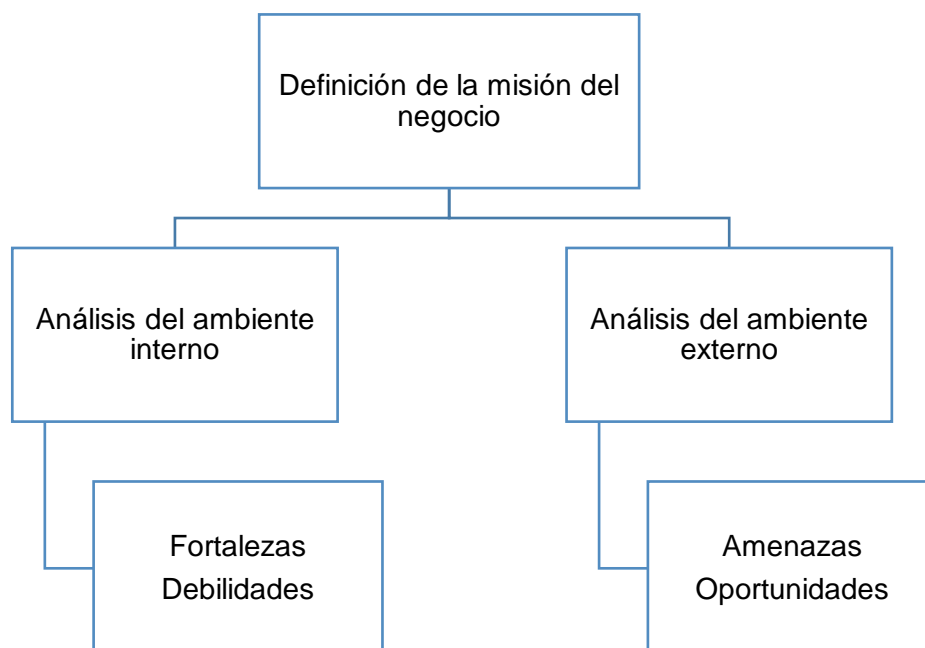 Definición de la misión del
negocio
Análisis del ambiente
interno
Análisis del ambiente
externo
Fortalezas
Debilidades
Amenazas
Oportunidades